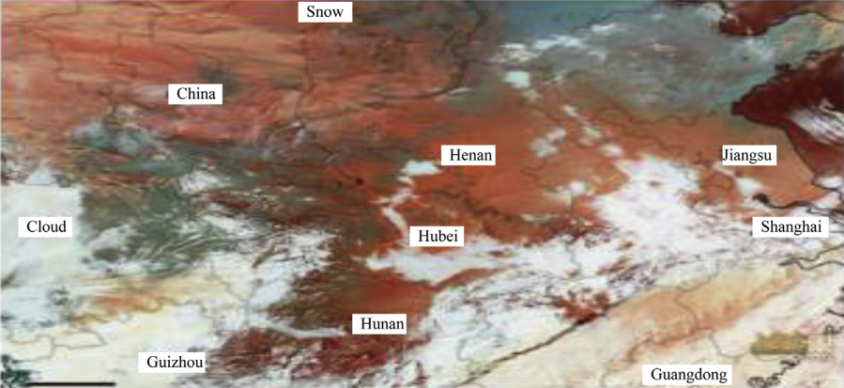 Snow
China
Henan
Jiangsu
Cloud
Hubei
Shanghai
Hunan
Guizhou
Guangdong